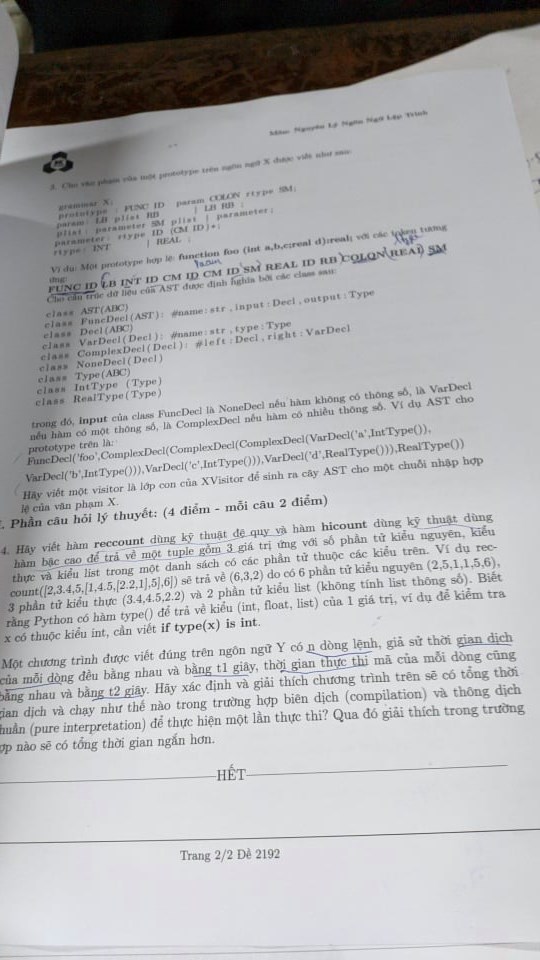 Môn: Nguyên Lý Ngôn Ngữ Lập Trình
3. Cho văn phạm của một prototype trên ngôn ngữ X được viết như sau:
grammar X;
prototype : FUNC ID param COLON rtype SM;
param: LB plist RB | LB RB ;
plist : parameter SM plist | parameter ;
parameter: rtype ID (CM ID)*;
rtype: INT | REAL ;
Ví dụ: Một prototype hợp lệ: function foo (int a,b,c;real d):real; với các token tương
ứng:
param
FUNC ID LB INT ID CM ID CM ID SM REAL ID RB COLON REAL SM
Cho cấu trúc dữ liệu của AST được định nghĩa bởi các class sau:
class AST(ABC)
class FuncDecl(AST): #name:str, input:Decl, output:Type
class Decl(ABC)
class VarDecl(Decl): #name:str, type:Type
class ComplexDecl(Decl): #left:Decl, right:VarDecl
class NoneDecl(Decl)
class Type(ABC)
class IntType (Type)
class RealType(Type)
trong đó, input của class FuncDecl là NoneDecl nếu hàm không có thông số, là VarDecl
nếu hàm có một thông số, là ComplexDecl nếu hàm có nhiều thông số. Ví dụ AST cho
prototype trên là:
FuncDecl('foo',ComplexDecl(ComplexDecl(ComplexDecl(VarDecl('a',IntType()),
VarDecl('b',IntType())),VarDecl('c',IntType())),VarDecl('d',RealType())),RealType())
Hãy viết một visitor là lớp con của XVisitor để sinh ra cây AST cho một chuỗi nhập hợp
lệ của văn phạm X.
. Phần câu hỏi lý thuyết: (4 điểm - mỗi câu 2 điểm)
4. Hãy viết hàm reccount dùng kỹ thuật đệ quy và hàm hicount dùng kỹ thuật dùng
hàm bậc cao để trả về một tuple gồm 3 giá trị ứng với số phần tử kiểu nguyên, kiểu
thực và kiểu list trong một danh sách có các phần tử thuộc các kiểu trên. Ví dụ rec-
count([2,3.4,5,[1,4.5,[2.2,1],5],6]) sẽ trả về (6,3,2) do có 6 phần tử kiểu nguyên (2,5,1,1,5,6),
3 phần tử kiểu thực (3.4,4.5,2.2) và 2 phần tử kiểu list (không tính list thông số). Biết
rằng Python có hàm type() để trả về kiểu (int, float, list) của 1 giá trị, ví dụ để kiểm tra
x có thuộc kiểu int, cần viết if type(x) is int.
Một chương trình được viết đúng trên ngôn ngữ Y có n dòng lệnh, giả sử thời gian dịch
của mỗi dòng đều bằng nhau và bằng t1 giây, thời gian thực thi mã của mỗi dòng cũng
bằng nhau và bằng t2 giây. Hãy xác định và giải thích chương trình trên sẽ có tổng thời
gian dịch và chạy như thế nào trong trường hợp biên dịch (compilation) và thông dịch
huần (pure interpretation) để thực hiện một lần thực thi? Qua đó giải thích trong trường
ợp nào sẽ có tổng thời gian ngắn hơn.
HẾT
Trang 2/2 Đề 2192